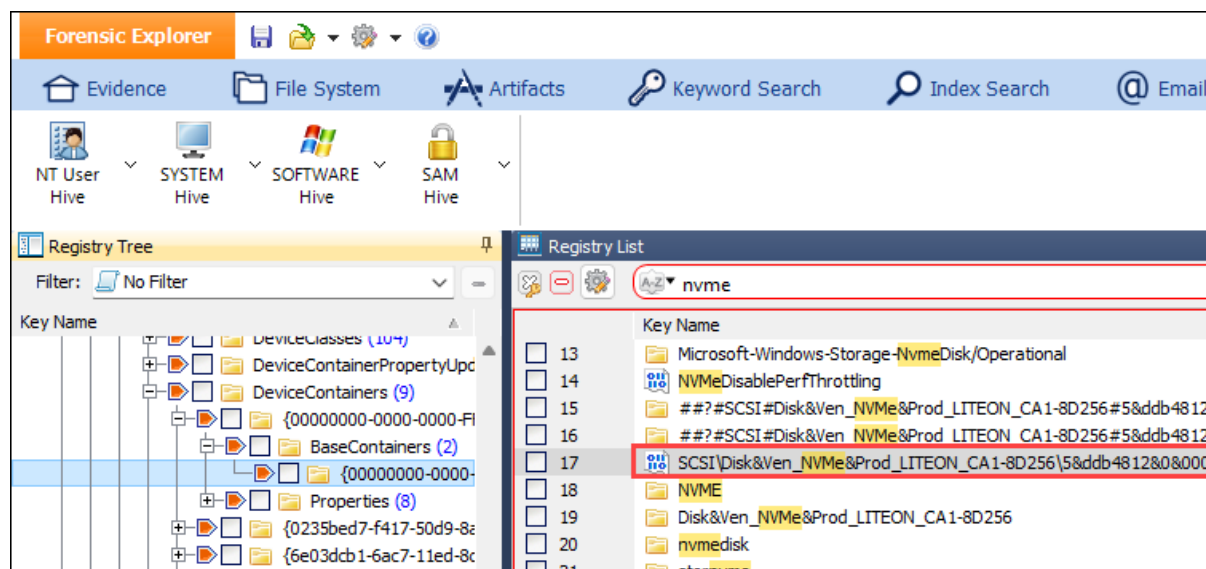 Forensic Explorer
Evidence File System Artifacts Keyword Search Index Search @ Email
NT User Hive
SYSTEM Hive
SOFTWARE Hive
SAM Hive
Registry Tree
Filter: No Filter
Key Name
DeviceClasses (104)
DeviceContainerPropertyUpd
DeviceContainers (9)
{00000000-0000-0000-F
BaseContainers (2)
{00000000-0000-
Properties (8)
{0235bed7-f417-50d9-8a
{6e03dcb1-6ac7-11ed-8c
Registry List
A-Z nvme
Key Name
13 Microsoft-Windows-Storage-NvmeDisk/Operational
14 NVMeDisablePerfThrottling
15 ##?#SCSI#Disk&Ven_NVMe&Prod_LITEON_CA1-8D256#5&ddb4812
16 ##?#SCSI#Disk&Ven_NVMe&Prod_LITEON_CA1-8D256#5&ddb4812
17 SCSI\Disk&Ven_NVMe&Prod_LITEON_CA1-8D256\5&ddb4812&0&000
18 NVME
19 Disk&Ven_NVMe&Prod_LITEON_CA1-8D256
20 nvmedisk